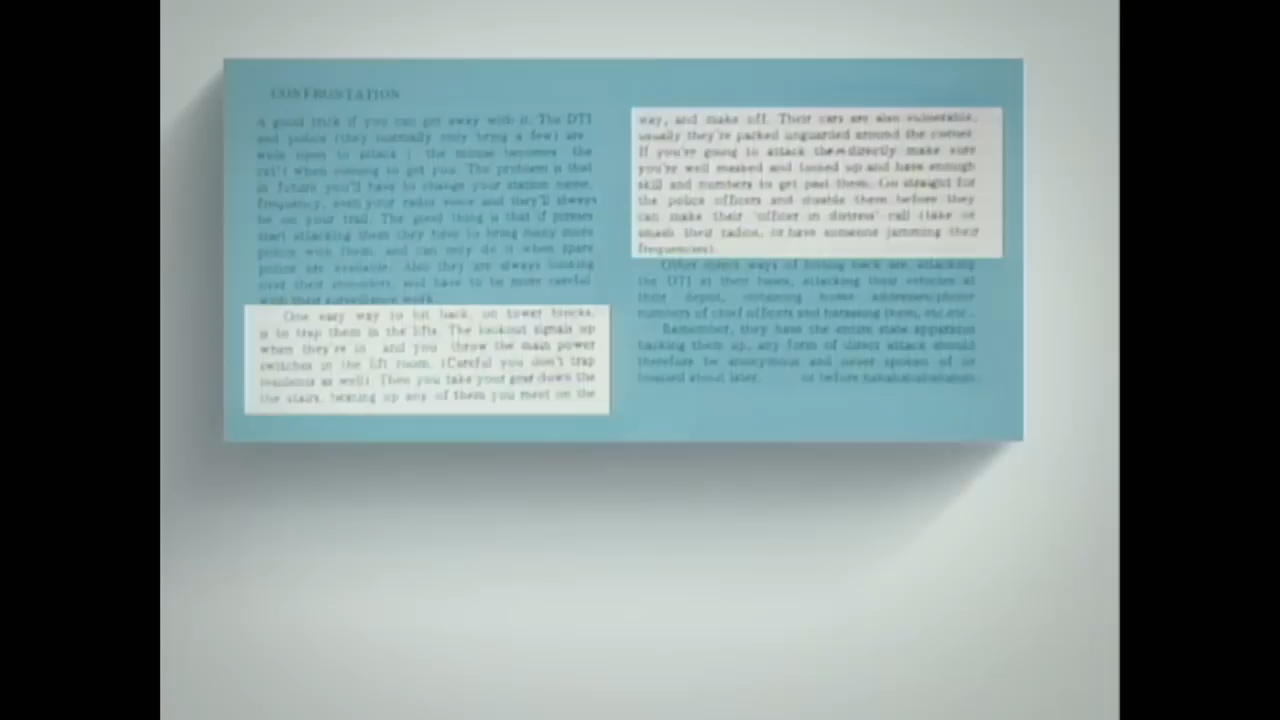 CONFRONTATION
A good trick if you can get away with it. The DTI
and police (they normally only bring a few) are
wide open to attack ; the mouse becomes the
cat't when coming to get you. The problem is that
in future you'll have to change your station name,
frequency, even your radio voice and they'll always
be on your trail. The good thing is that if pirates
start attacking them they have to bring many more
police with them, and can only do it when spare
police are available. Also they are always looking
over their shoulders, and have to be more careful
with their surveillance work.
One easy way to hit back, on tower blocks,
is to trap them in the lifts. The lookout signals up
when they're in and you throw the main power
switches in the lift room. (Careful you don't trap
residents as well). Then you take your gear down the
the stairs, beating up any of them you meet on the
way, and make off. Their cars are also vulnerable,
usually they're parked unguarded around the corner.
If you're going to attack them directly make sure
you're well masked and tooled up and have enough
skill and numbers to get past them. Go straight for
the police officers and disable them before they
can make their 'officer in distress' call (take or
smash their radios, or have someone jamming their
frequencies).
Other direct ways of hitting back are, attacking
the DTI at their bases, attacking their vehicles at
their depot, obtaining home addresses/phone
numbers of chief officers and harassing them, etc etc..
Remember, they have the entire state apparatus
backing them up, any form of direct attack should
therefore be anonymous and never spoken of or
boasted about later. or before hahahahahahahah.